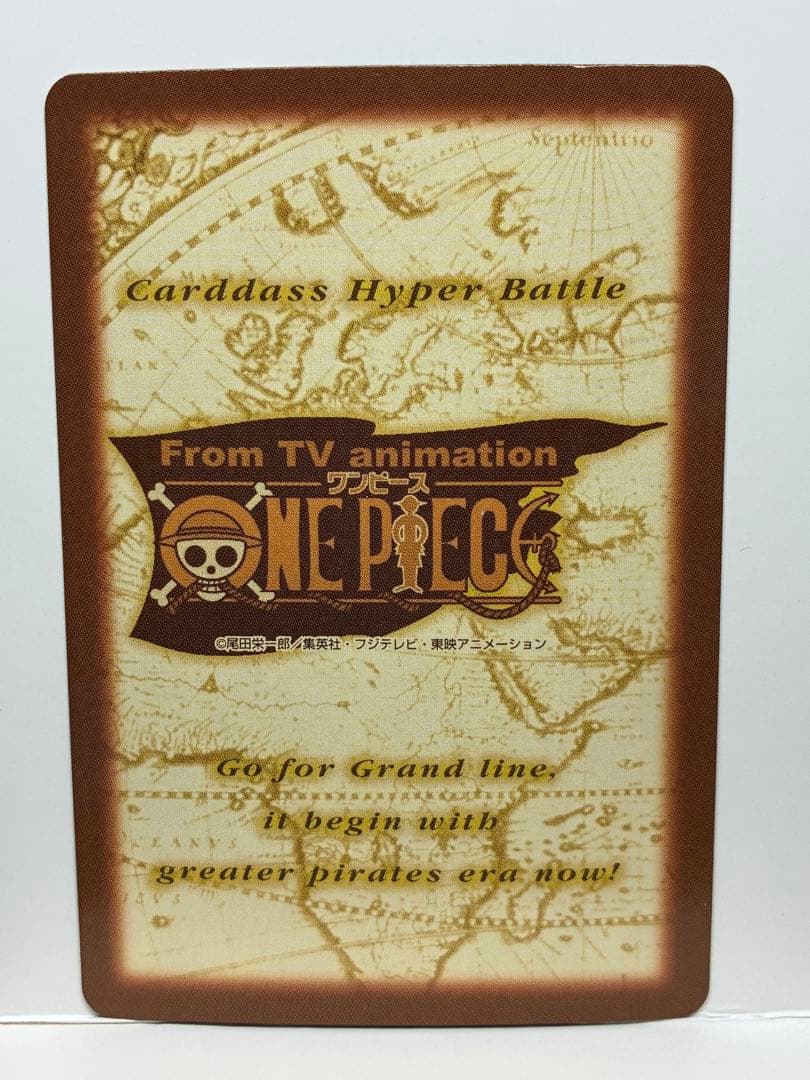 Septentrio
Carddass Hyper Battle
From TV animation
ワンピース
ONE PIECE
©尾田栄一郎／集英社・フジテレビ・東映アニメーション
Go for Grand line,
it begin with
greater pirates era now!